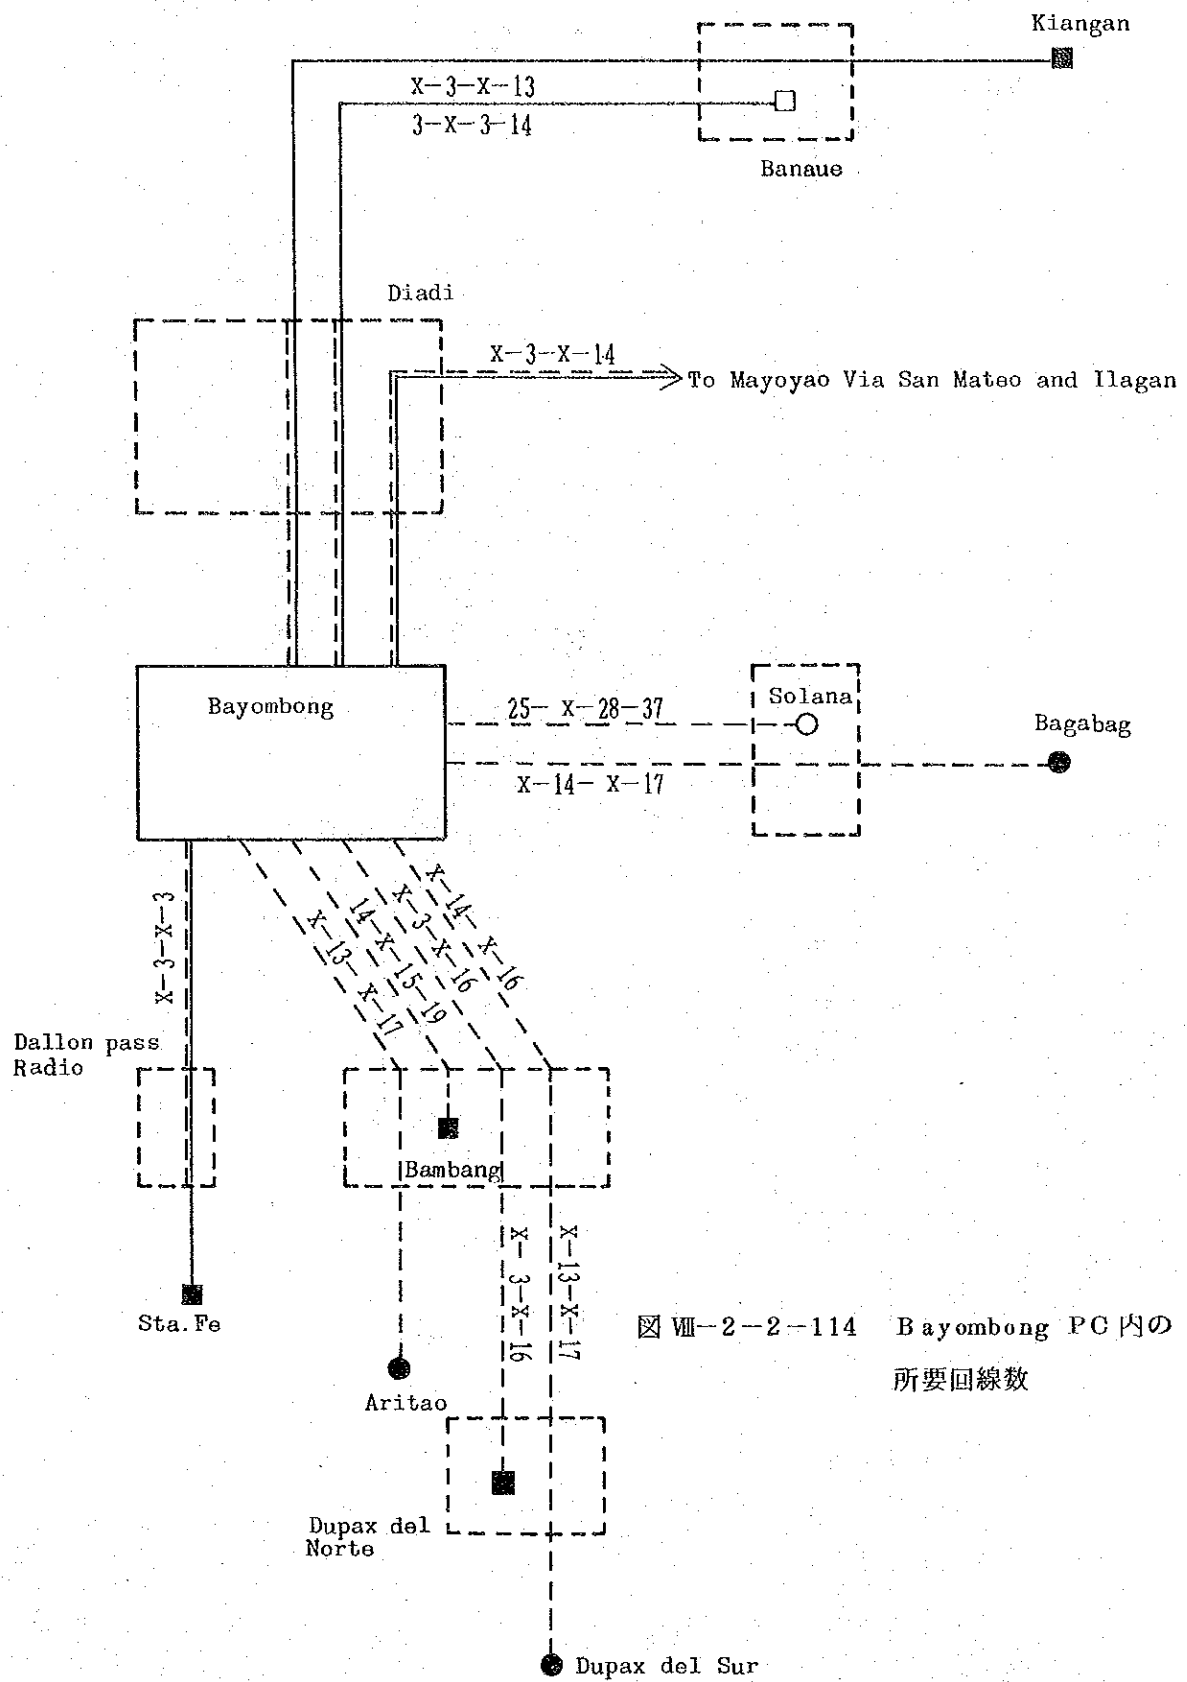 Kiangan
X-3-X-13
3-X-3-14
Banaue
Diadi
X-3-X-14
To Mayoyao Via San Mateo and Ilagan
Bayombong
25-X-28-37
Solana
Bagabag
X-14-X-17
X-3-X-3
X-13-X-17
14-X-15-19
X-3-X-16
X-14-X-16
Dallon pass
Radio
Bambang
X-3-X-16
X-13-X-17
Sta.Fe
図 Ⅷ-2-2-114 Bayombong PC 内の
所要回線数
Aritao
Dupax del
Norte
Dupax del Sur